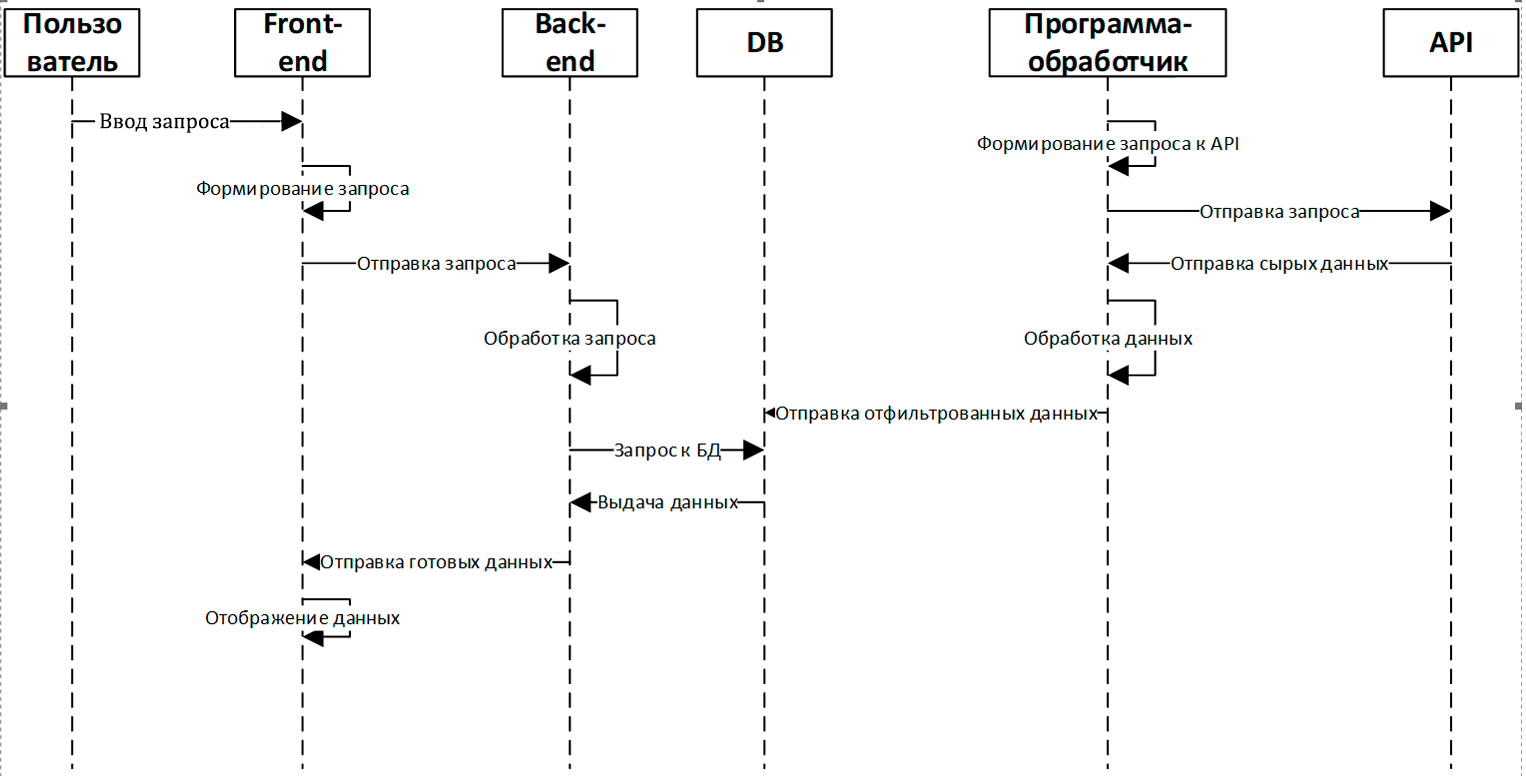 Пользо
ватель
Front-
end
Back-
end
DB
Программа-
обработчик
API
Ввод запроса
Формирование запроса к API
Формирование запроса
Отправка запроса
Отправка запроса
Отправка сырых данных
Обработка запроса
Обработка данных
Отправка отфильтрованных данных
Запрос к БД
Выдача данных
Отправка готовых данных
Отображение данных